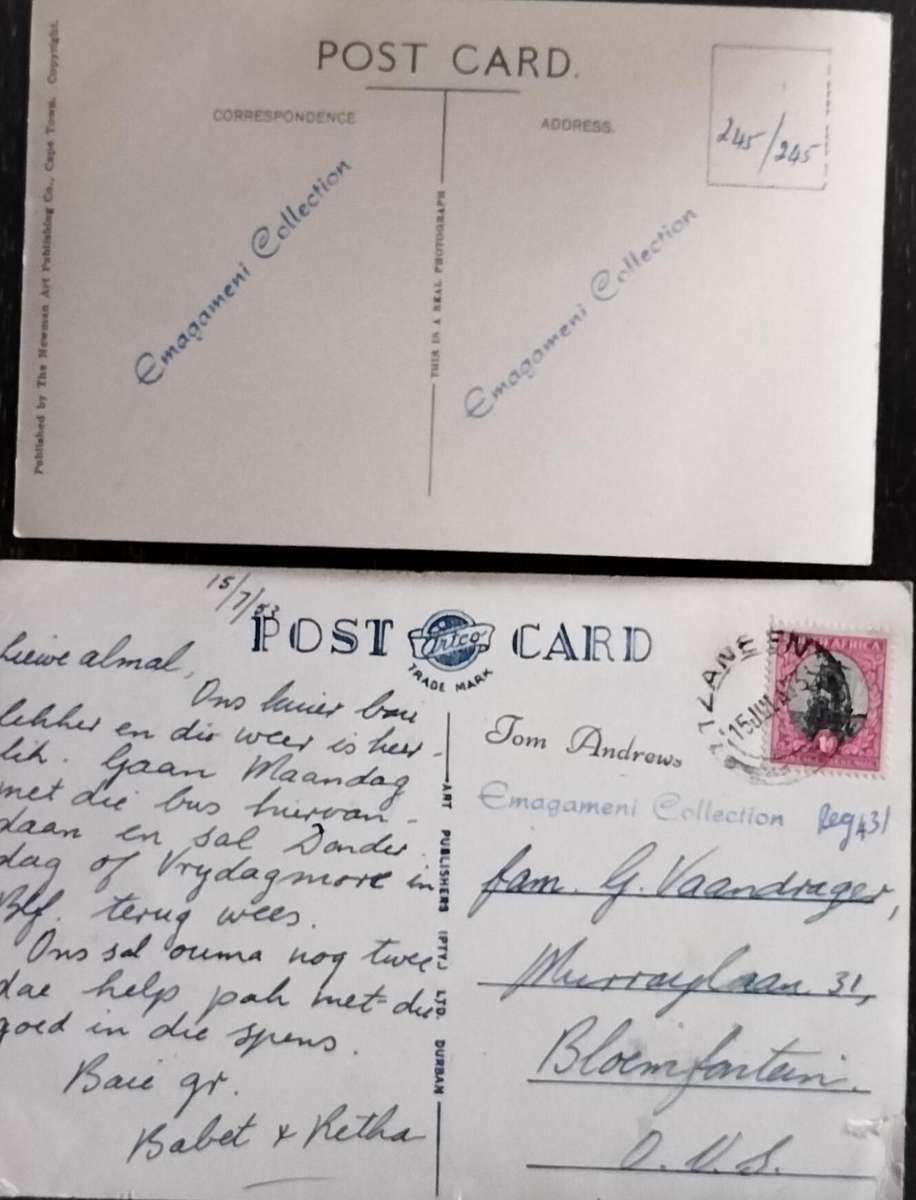 POST CARD.
CORRESPONDENCE
ADDRESS.
245/245
Published by The Newman Art Publishing Co., Cape Town. Copyright.
THIS IS A REAL PHOTOGRAPH
Emagameni Collection
Emagameni Collection
15/7/53
POST CARD
Artco
TRADE MARK
Liewe almal,
Ons kuier baie
lekker en die weer is heer-
lik. Gaan Maandag
met die bus hiervan-
daan en sal Donder
dag of Vrydagmore in
Blf. terug wees.
Ons sal ouma nog twee
dae help pak met die
goed in die spens.
Baie gr.
Babet + Retha
ART PUBLISHERS (PTY.) LTD. DURBAN
15 JUL
AFRICA
Tom Andrews
Emagameni Collection Reg 431
fam. G. Vaandrager,
Murraylaan 31,
Bloemfontein.
O.V.S.